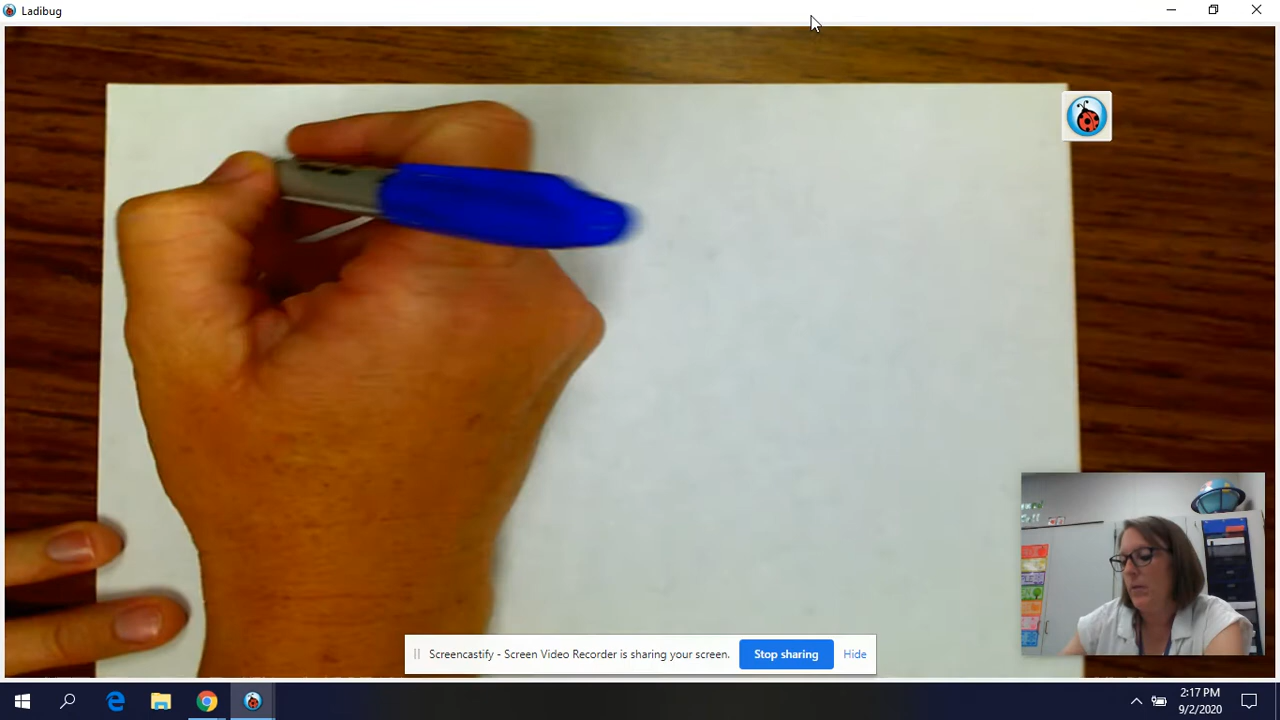 Ladibug
Screencastify - Screen Video Recorder is sharing your screen.
Stop sharing
Hide
2:17 PM
9/2/2020